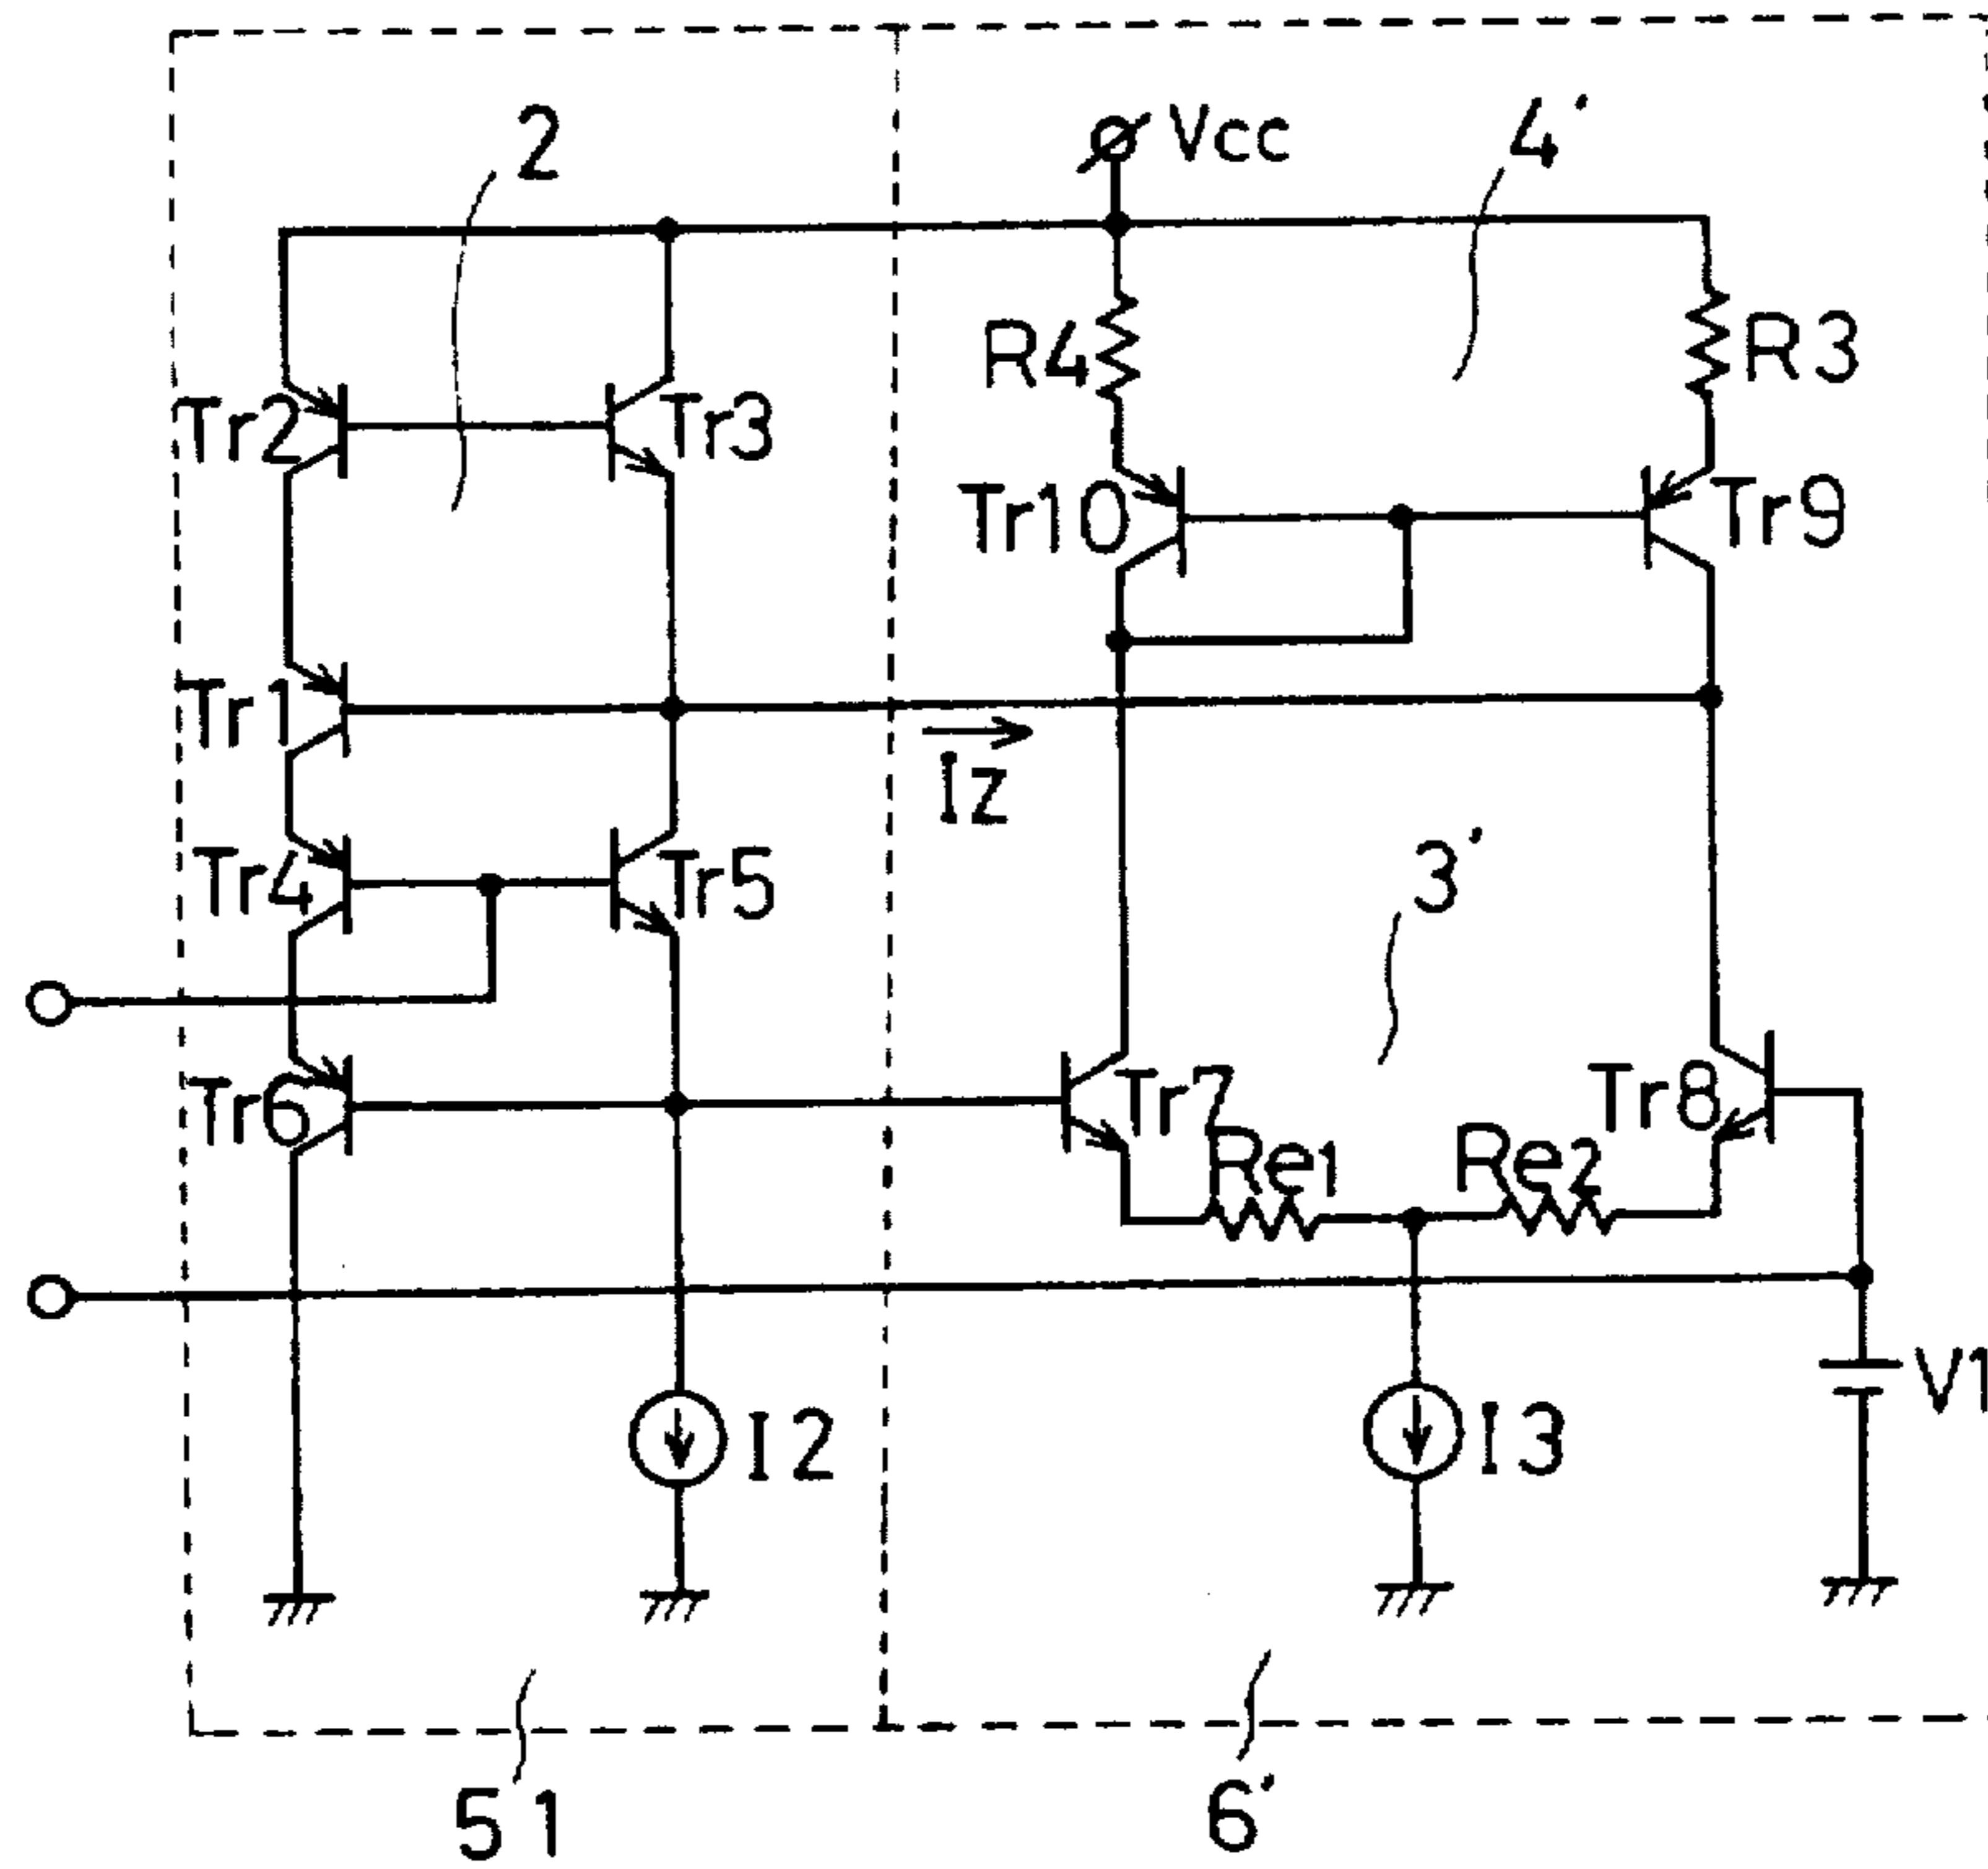 2
Vcc
4'
R4
R3
Tr2
Tr3
Tr10
Tr9
Tr1
Iz
Tr4
Tr5
3'
Tr6
Tr7
Tr8
Re1
Re2
V1
I2
I3
51
6'